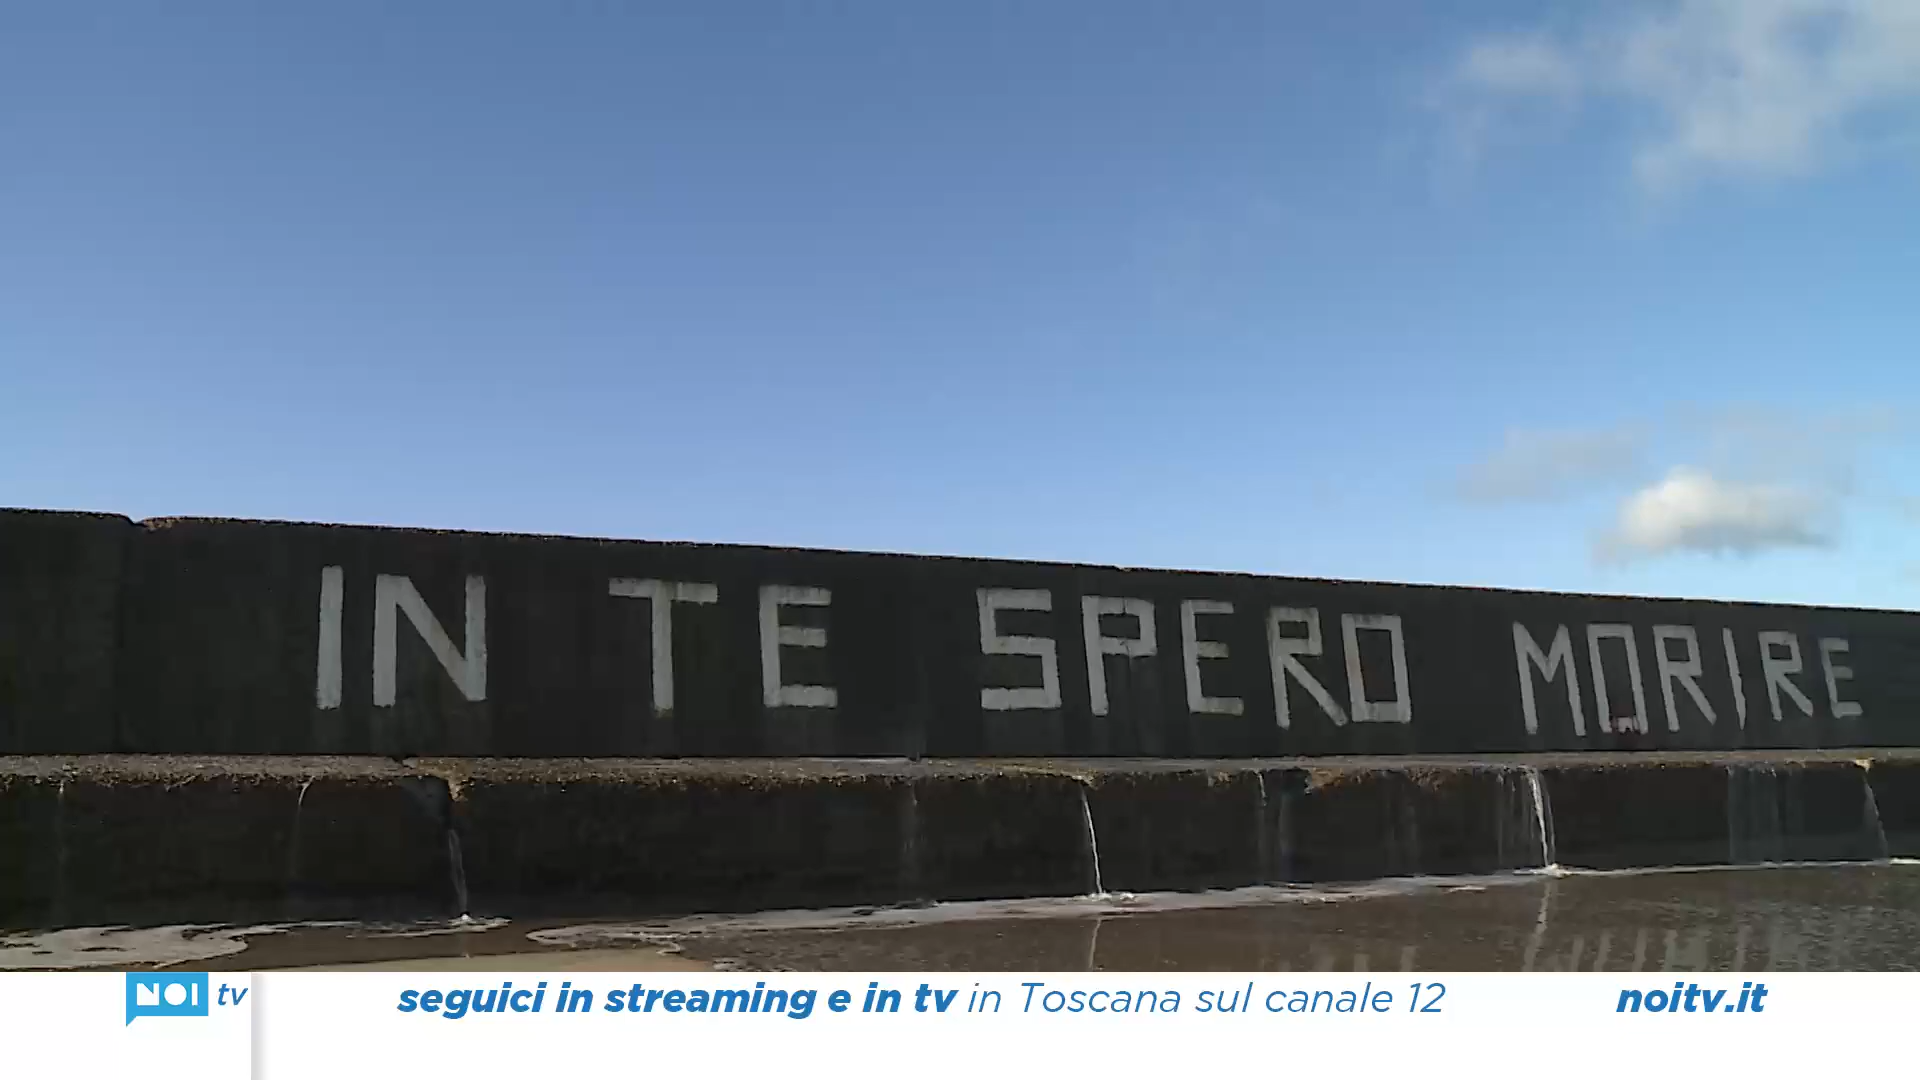 IN TE SPERO MORIRE
NOI tv
seguici in streaming e in tv in Toscana sul canale 12
noitv.it